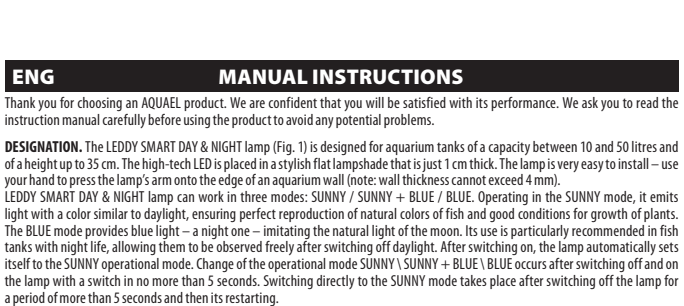 ENG MANUAL INSTRUCTIONS
Thank you for choosing an AQUAEL product. We are confident that you will be satisfied with its performance. We ask you to read the
instruction manual carefully before using the product to avoid any potential problems.
DESIGNATION. The LEDDY SMART DAY & NIGHT lamp (Fig. 1) is designed for aquarium tanks of a capacity between 10 and 50 litres and
of a height up to 35 cm. The high-tech LED is placed in a stylish flat lampshade that is just 1 cm thick. The lamp is very easy to install – use
your hand to press the lamp's arm onto the edge of an aquarium wall (note: wall thickness cannot exceed 4 mm).
LEDDY SMART DAY & NIGHT lamp can work in three modes: SUNNY / SUNNY + BLUE / BLUE. Operating in the SUNNY mode, it emits
light with a color similar to daylight, ensuring perfect reproduction of natural colors of fish and good conditions for growth of plants.
The BLUE mode provides blue light – a night one – imitating the natural light of the moon. Its use is particularly recommended in fish
tanks with night life, allowing them to be observed freely after switching off daylight. After switching on, the lamp automatically sets
itself to the SUNNY operational mode. Change of the operational mode SUNNY \ SUNNY + BLUE \ BLUE occurs after switching off and on
the lamp with a switch in no more than 5 seconds. Switching directly to the SUNNY mode takes place after switching off the lamp for
a period of more than 5 seconds and then its restarting.